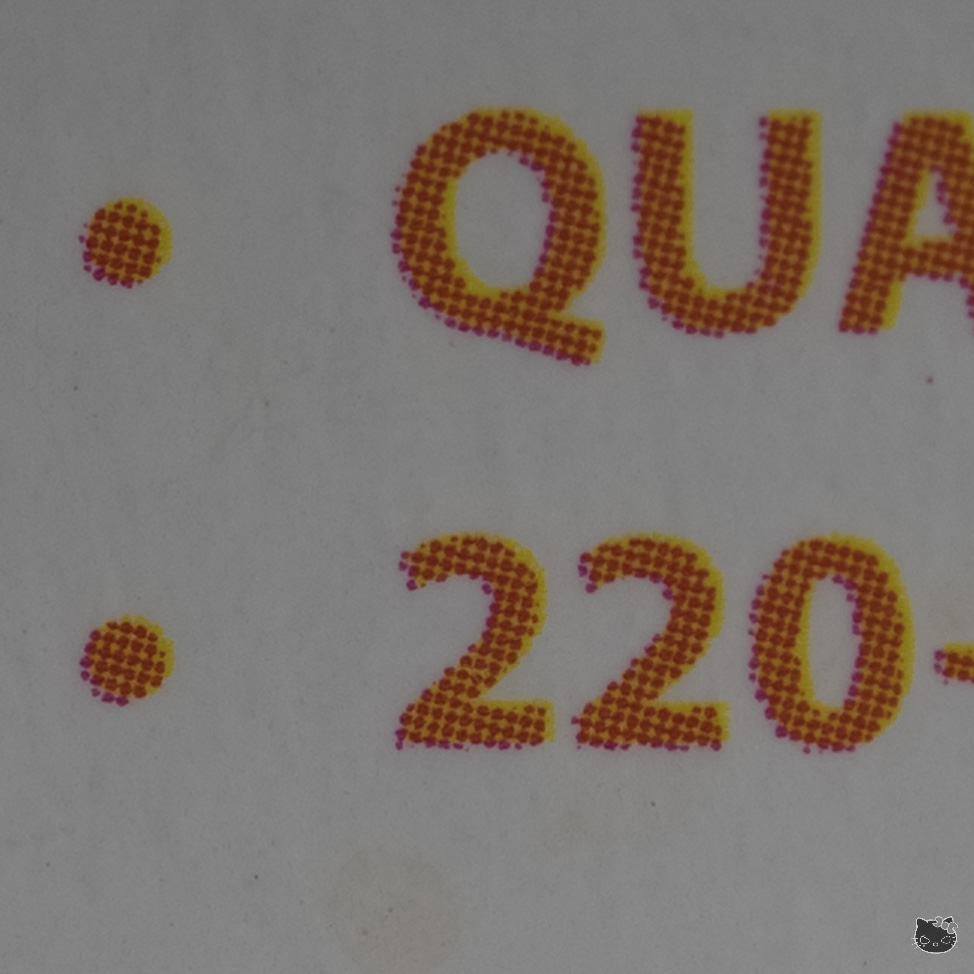 • QUA
• 220-